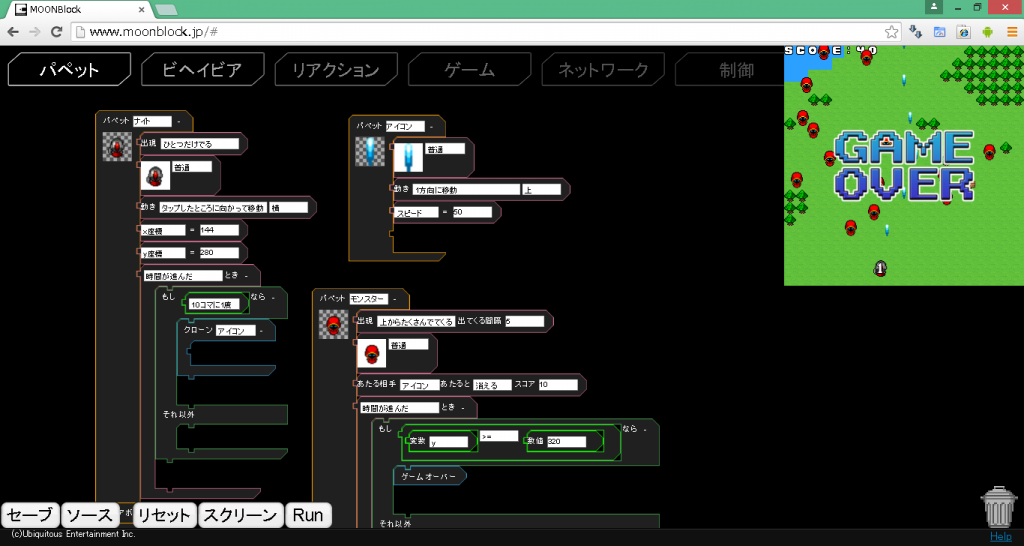 MOONBlock
www.moonblock.jp/#
パペット ビヘイビア リアクション ゲーム ネットワーク 制御
GAME
OVER
1
パペット ナイト -
出現 ひとつだけでる
普通
動き タップしたところに向かって移動 横
x座標 = 144
y座標 = 280
時間が進んだ とき -
もし 10コマに1度 なら -
クローン アイコン -
それ以外
パペット アイコン -
普通
動き 1方向に移動 上
スピード = 50
パペット モンスター -
出現 上からたくさんでてくる 出てくる間隔 5
普通
あたる相手 アイコン あたると 消える スコア 10
時間が進んだ とき -
もし 変数 y >= 数値 320 なら -
ゲームオーバー
それ以外
セーブ ソース リセット スクリーン Run
(c)Ubiquitous Entertainment Inc.
Help